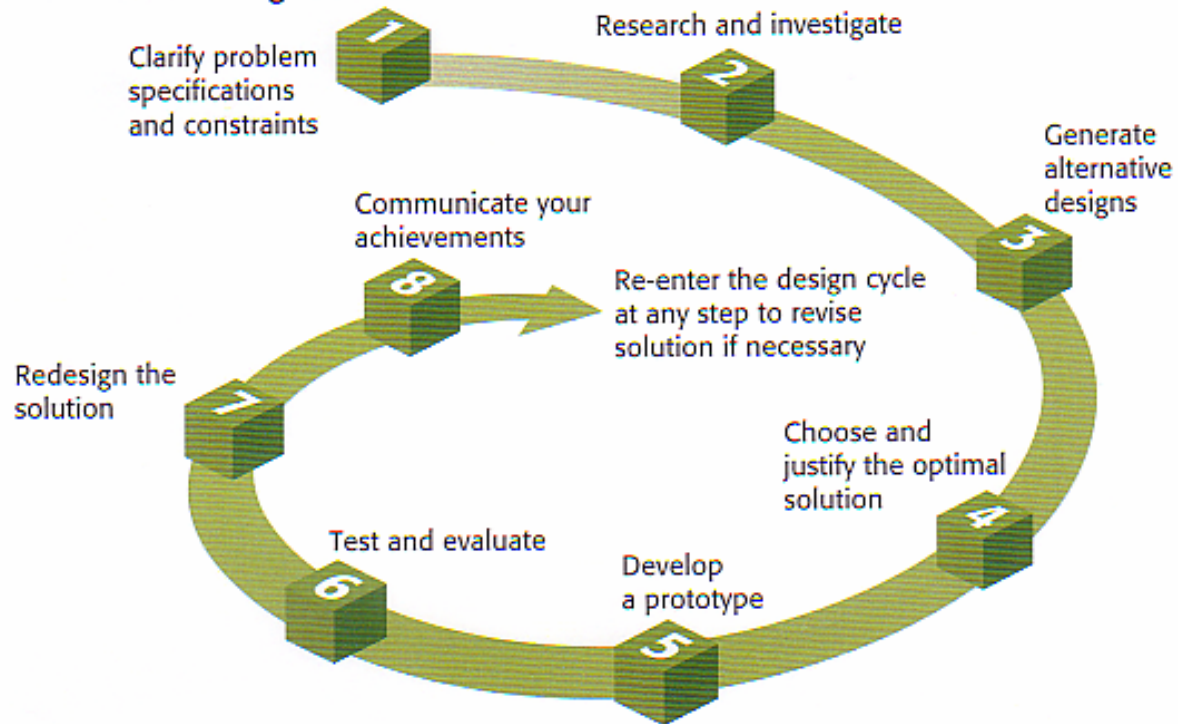 1
Clarify problem
specifications
and constraints
2
Research and investigate
3
Generate
alternative
designs
4
Choose and
justify the optimal
solution
5
Develop
a prototype
6
Test and evaluate
7
Redesign the
solution
8
Communicate your
achievements
Re-enter the design cycle
at any step to revise
solution if necessary